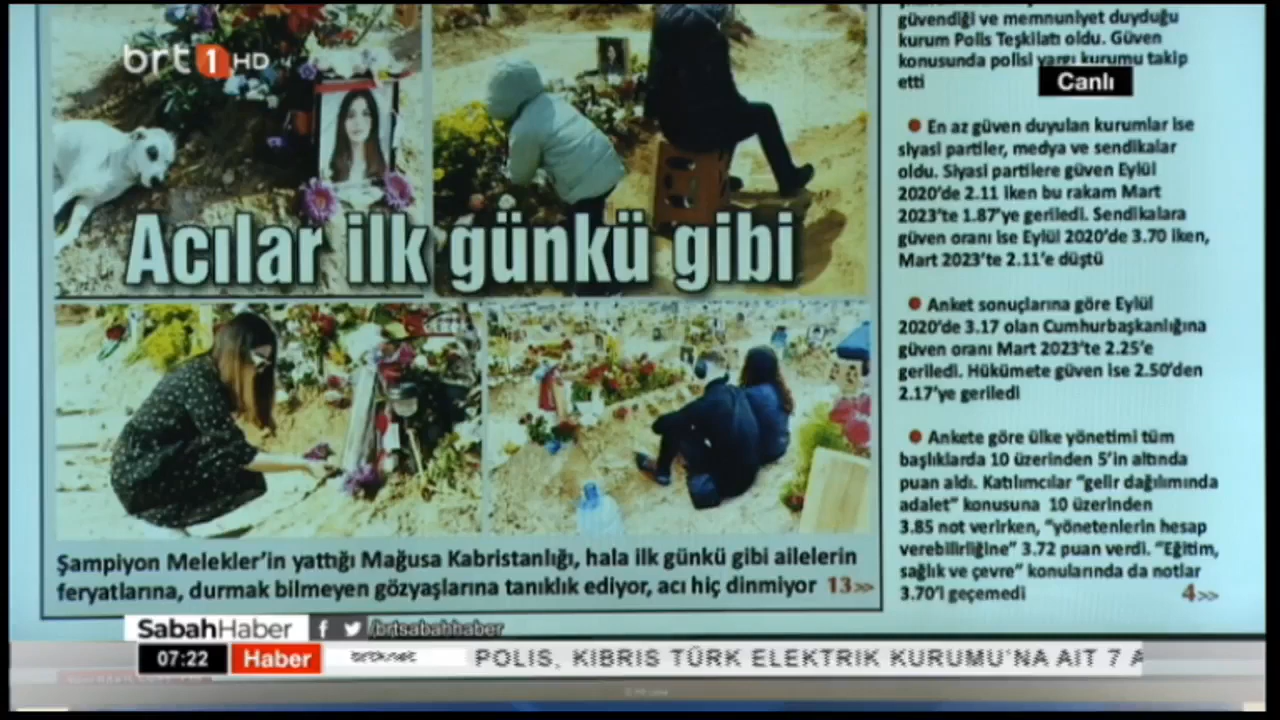 brt 1 HD
Canlı
Acılar ilk günkü gibi
Şampiyon Melekler'in yattığı Mağusa Kabristanlığı, hala ilk günkü gibi ailelerin
feryatlarına, durmak bilmeyen gözyaşlarına tanıklık ediyor, acı hiç dinmiyor 13>>
güvendiği ve memnuniyet duyduğu
kurum Polis Teşkilatı oldu. Güven
konusunda polisi yargı kurumu takip
etti
En az güven duyulan kurumlar ise
siyasi partiler, medya ve sendikalar
oldu. Siyasi partilere güven Eylül
2020'de 2.11 iken bu rakam Mart
2023'te 1.87'ye geriledi. Sendikalara
güven oranı ise Eylül 2020'de 3.70 iken,
Mart 2023'te 2.11'e düştü
Anket sonuçlarına göre Eylül
2020'de 3.17 olan Cumhurbaşkanlığına
güven oranı Mart 2023'te 2.25'e
geriledi. Hükümete güven ise 2.50'den
2.17'ye geriledi
Ankete göre ülke yönetimi tüm
başlıklarda 10 üzerinden 5'in altında
puan aldı. Katılımcılar "gelir dağılımında
adalet" konusuna 10 üzerinden
3.85 not verirken, "yönetenlerin hesap
verebilirliğine" 3.72 puan verdi. "Eğitim,
sağlık ve çevre" konularında da notlar
3.70'i geçemedi 4>>
SabahHaber f /brtsabahhaber
07:22 Haber brtk.net POLIS, KIBRIS TÜRK ELEKTRIK KURUMU'NA AIT 7 A